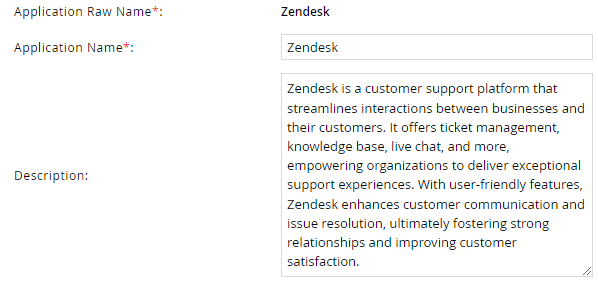 Application Raw Name*: Zendesk
Application Name*: Zendesk
Description:
Zendesk is a customer support platform that
streamlines interactions between businesses and
their customers. It offers ticket management,
knowledge base, live chat, and more,
empowering organizations to deliver exceptional
support experiences. With user-friendly features,
Zendesk enhances customer communication and
issue resolution, ultimately fostering strong
relationships and improving customer
satisfaction.